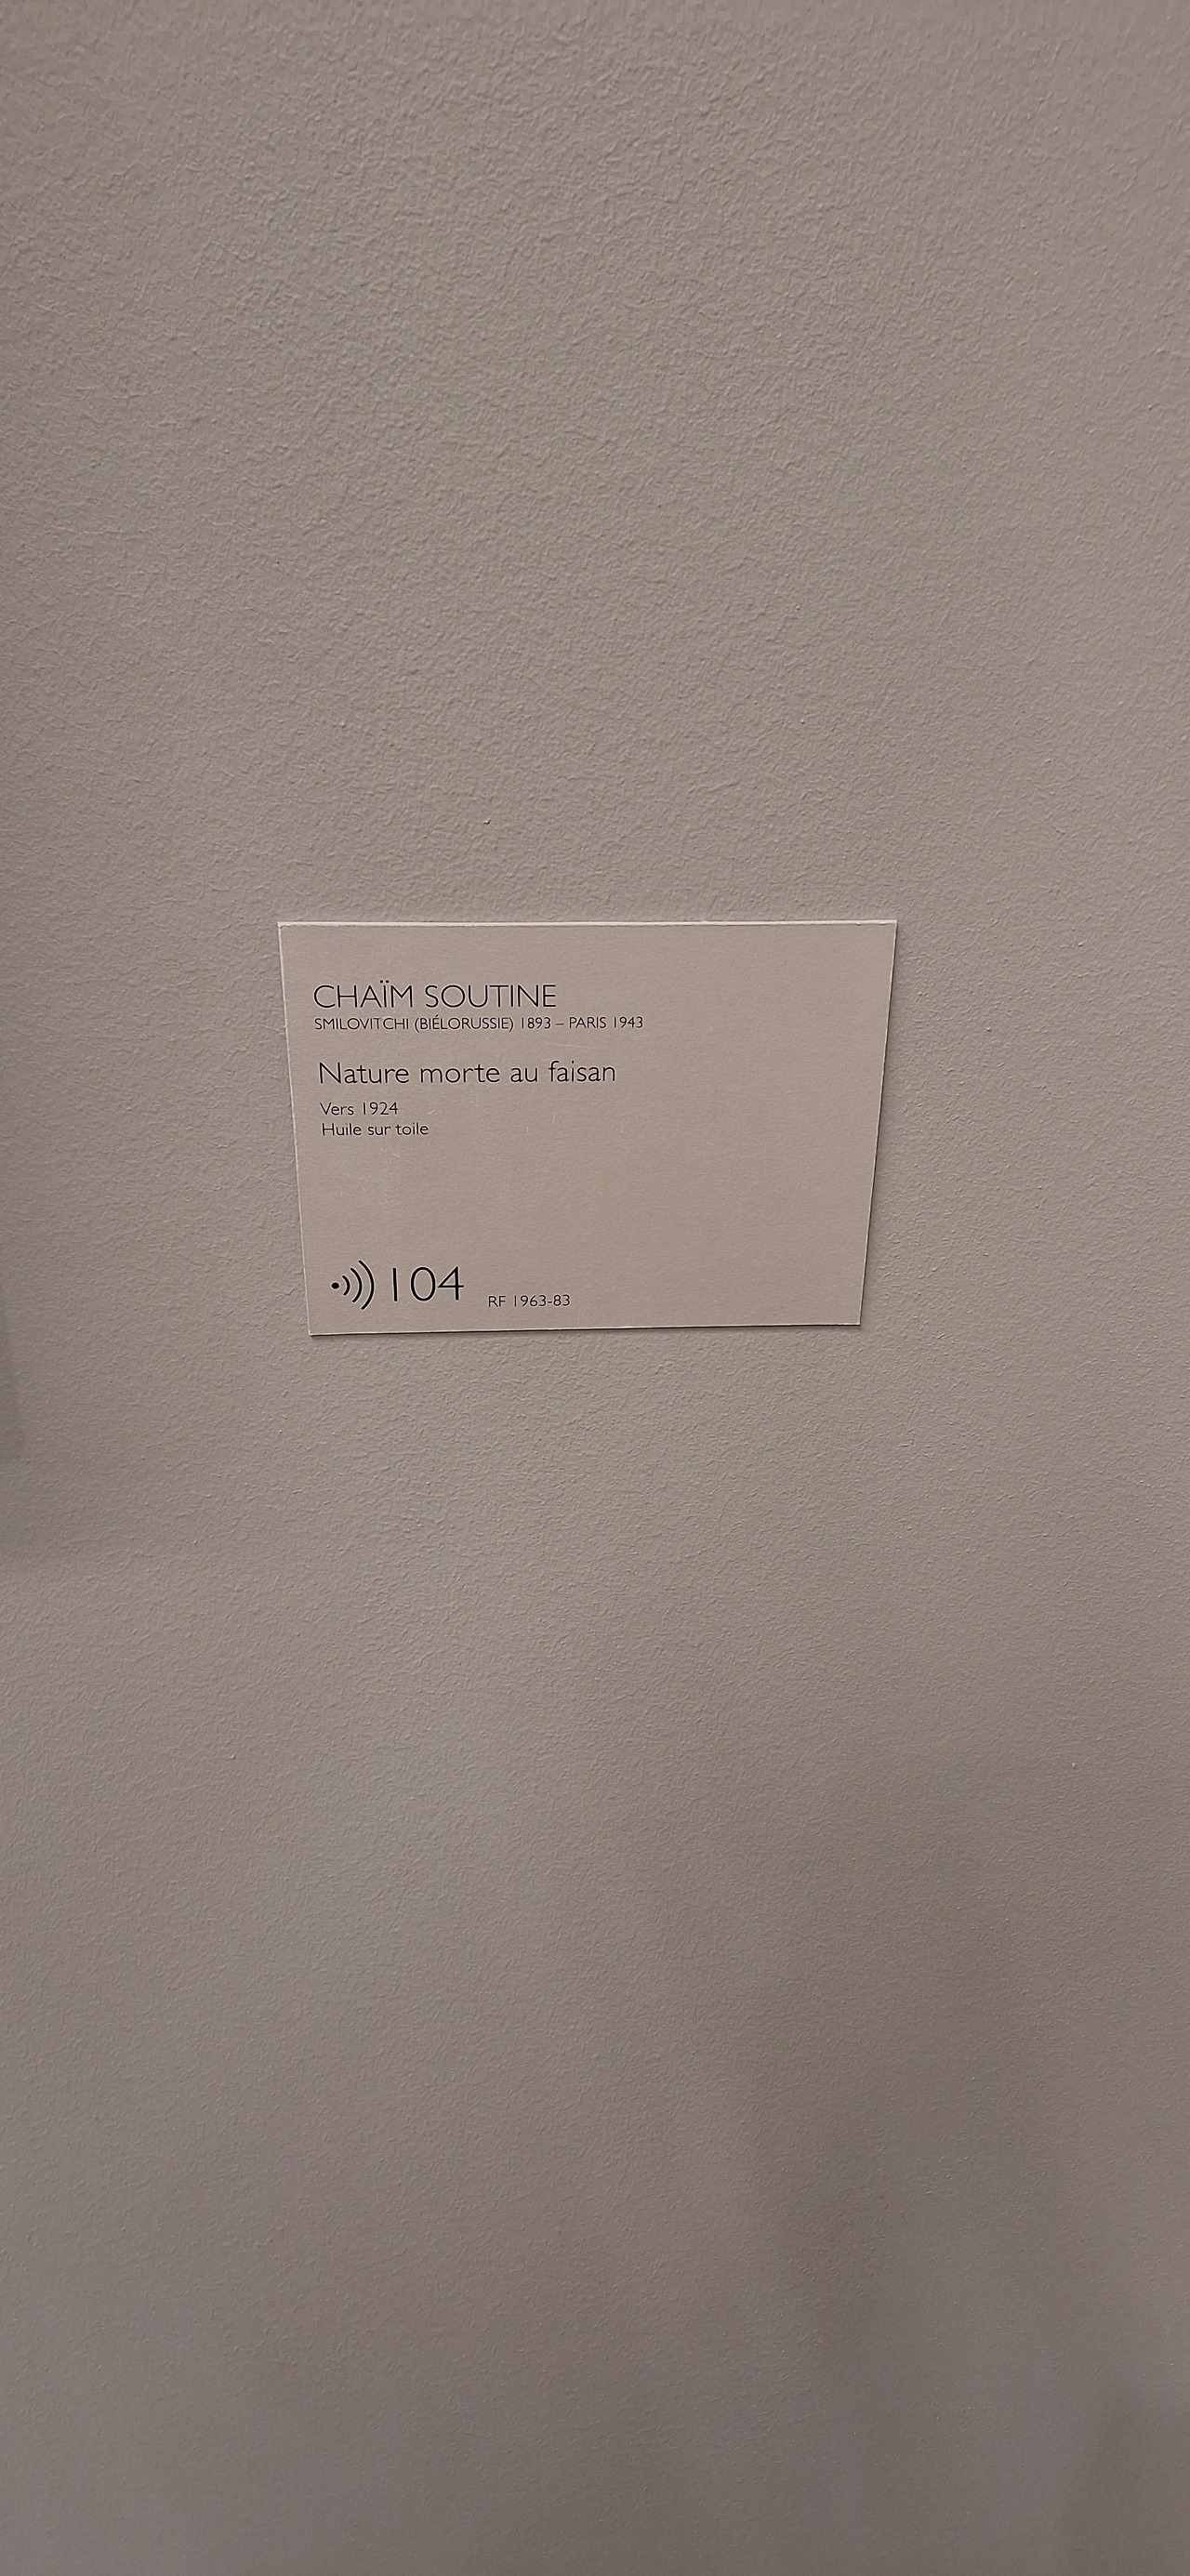 CHAÏM SOUTINE
SMILOVITCHI (BIÉLORUSSIE) 1893 – PARIS 1943
Nature morte au faisan
Vers 1924
Huile sur toile
104 RF 1963-83